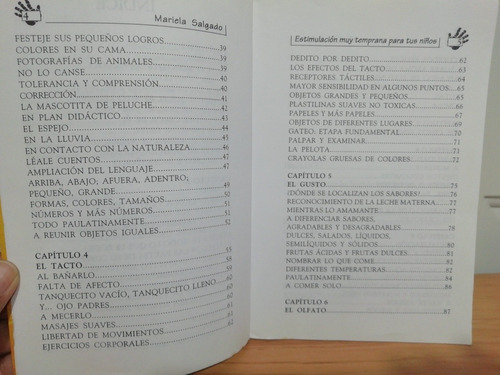 ÍNDICE
Mariela Salgado
FESTEJE SUS PEQUEÑOS LOGROS 39
COLORES EN SU CAMA 39
FOTOGRAFÍAS DE ANIMALES 39
NO LO CANSE 40
TOLERANCIA Y COMPRENSIÓN 40
CORRECCIÓN 41
LA MASCOTITA DE PELUCHE 42
EN PLAN DIDÁCTICO 43
EL ESPEJO 44
EN LA LLUVIA 45
EN CONTACTO CON LA NATURALEZA 46
LÉALE CUENTOS 47
AMPLIACIÓN DEL LENGUAJE 47
ARRIBA, ABAJO; AFUERA, ADENTRO;
PEQUEÑO, GRANDE 49
FORMAS, COLORES, TAMAÑOS 50
NÚMEROS Y MÁS NÚMEROS 51
TODO PAULATINAMENTE 52
A REUNIR OBJETOS IGUALES 52
CAPÍTULO 4
EL TACTO 55
AL BAÑARLO 58
FALTA DE AFECTO
TANQUECITO VACÍO, TANQUECITO LLENO
Y... OJO PADRES
A MECERLO
MASAJES SUAVES 61
LIBERTAD DE MOVIMIENTOS
EJERCICIOS CORPORALES 62
Estimulación muy temprana para tus niños
DEDITO POR DEDITO 62
LOS EFECTOS DEL TACTO 63
RECEPTORES TÁCTILES 64
MAYOR SENSIBILIDAD EN ALGUNOS PUNTOS 65
OBJETOS GRANDES Y PEQUEÑOS 65
PLASTILINAS SUAVES NO TOXICAS 66
PAPELES Y MÁS PAPELES 68
OBJETOS DE DIFERENTES LUGARES 69
GATEO: ETAPA FUNDAMENTAL 70
PALPAR Y EXAMINAR 71
LA PELOTA 71
CRAYOLAS GRUESAS DE COLORES 72
CAPÍTULO 5
EL GUSTO 75
¿DÓNDE SE LOCALIZAN LOS SABORES? 76
RECONOCIMIENTO DE LA LECHE MATERNA 77
MIENTRAS LO AMAMANTE 77
A DIFERENCIAR SABORES,
AGRADABLES Y DESAGRADABLES 78
DULCES, SALADOS, LÍQUIDOS,
SEMILÍQUIDOS Y SÓLIDOS 80
FRUTAS ÁCIDAS Y FRUTAS DULCES 81
NOMBRAR LO QUE COME 82
DIFERENTES TEMPERATURAS 82
PAULATINAMENTE 84
A COMER SOLO 86
CAPÍTULO 6
EL OLFATO 87